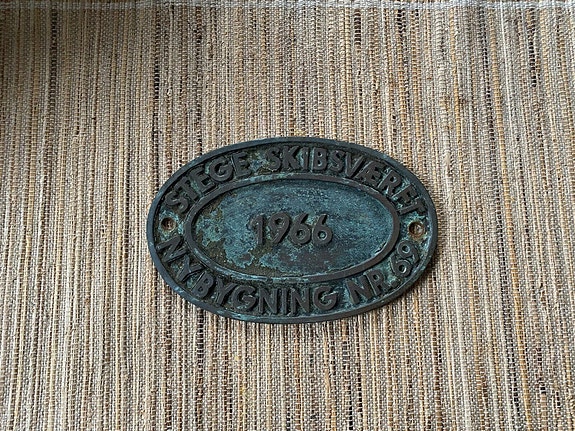 STEGE SKIBSVÆRFT
1966
NYBYGNING NR. 69